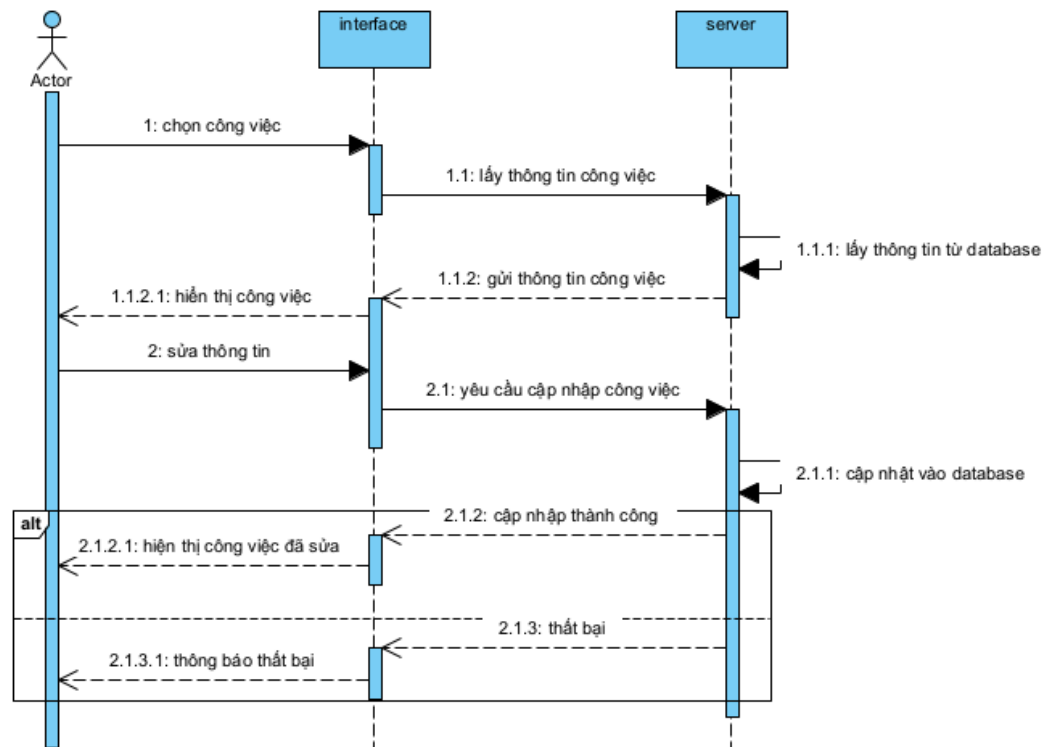 interface
server
Actor
1: chọn công việc
1.1: lấy thông tin công việc
1.1.1: lấy thông tin từ database
1.1.2: gửi thông tin công việc
1.1.2.1: hiển thị công việc
2: sửa thông tin
2.1: yêu cầu cập nhập công việc
2.1.1: cập nhật vào database
alt
2.1.2: cập nhập thành công
2.1.2.1: hiện thị công việc đã sửa
2.1.3: thất bại
2.1.3.1: thông báo thất bại